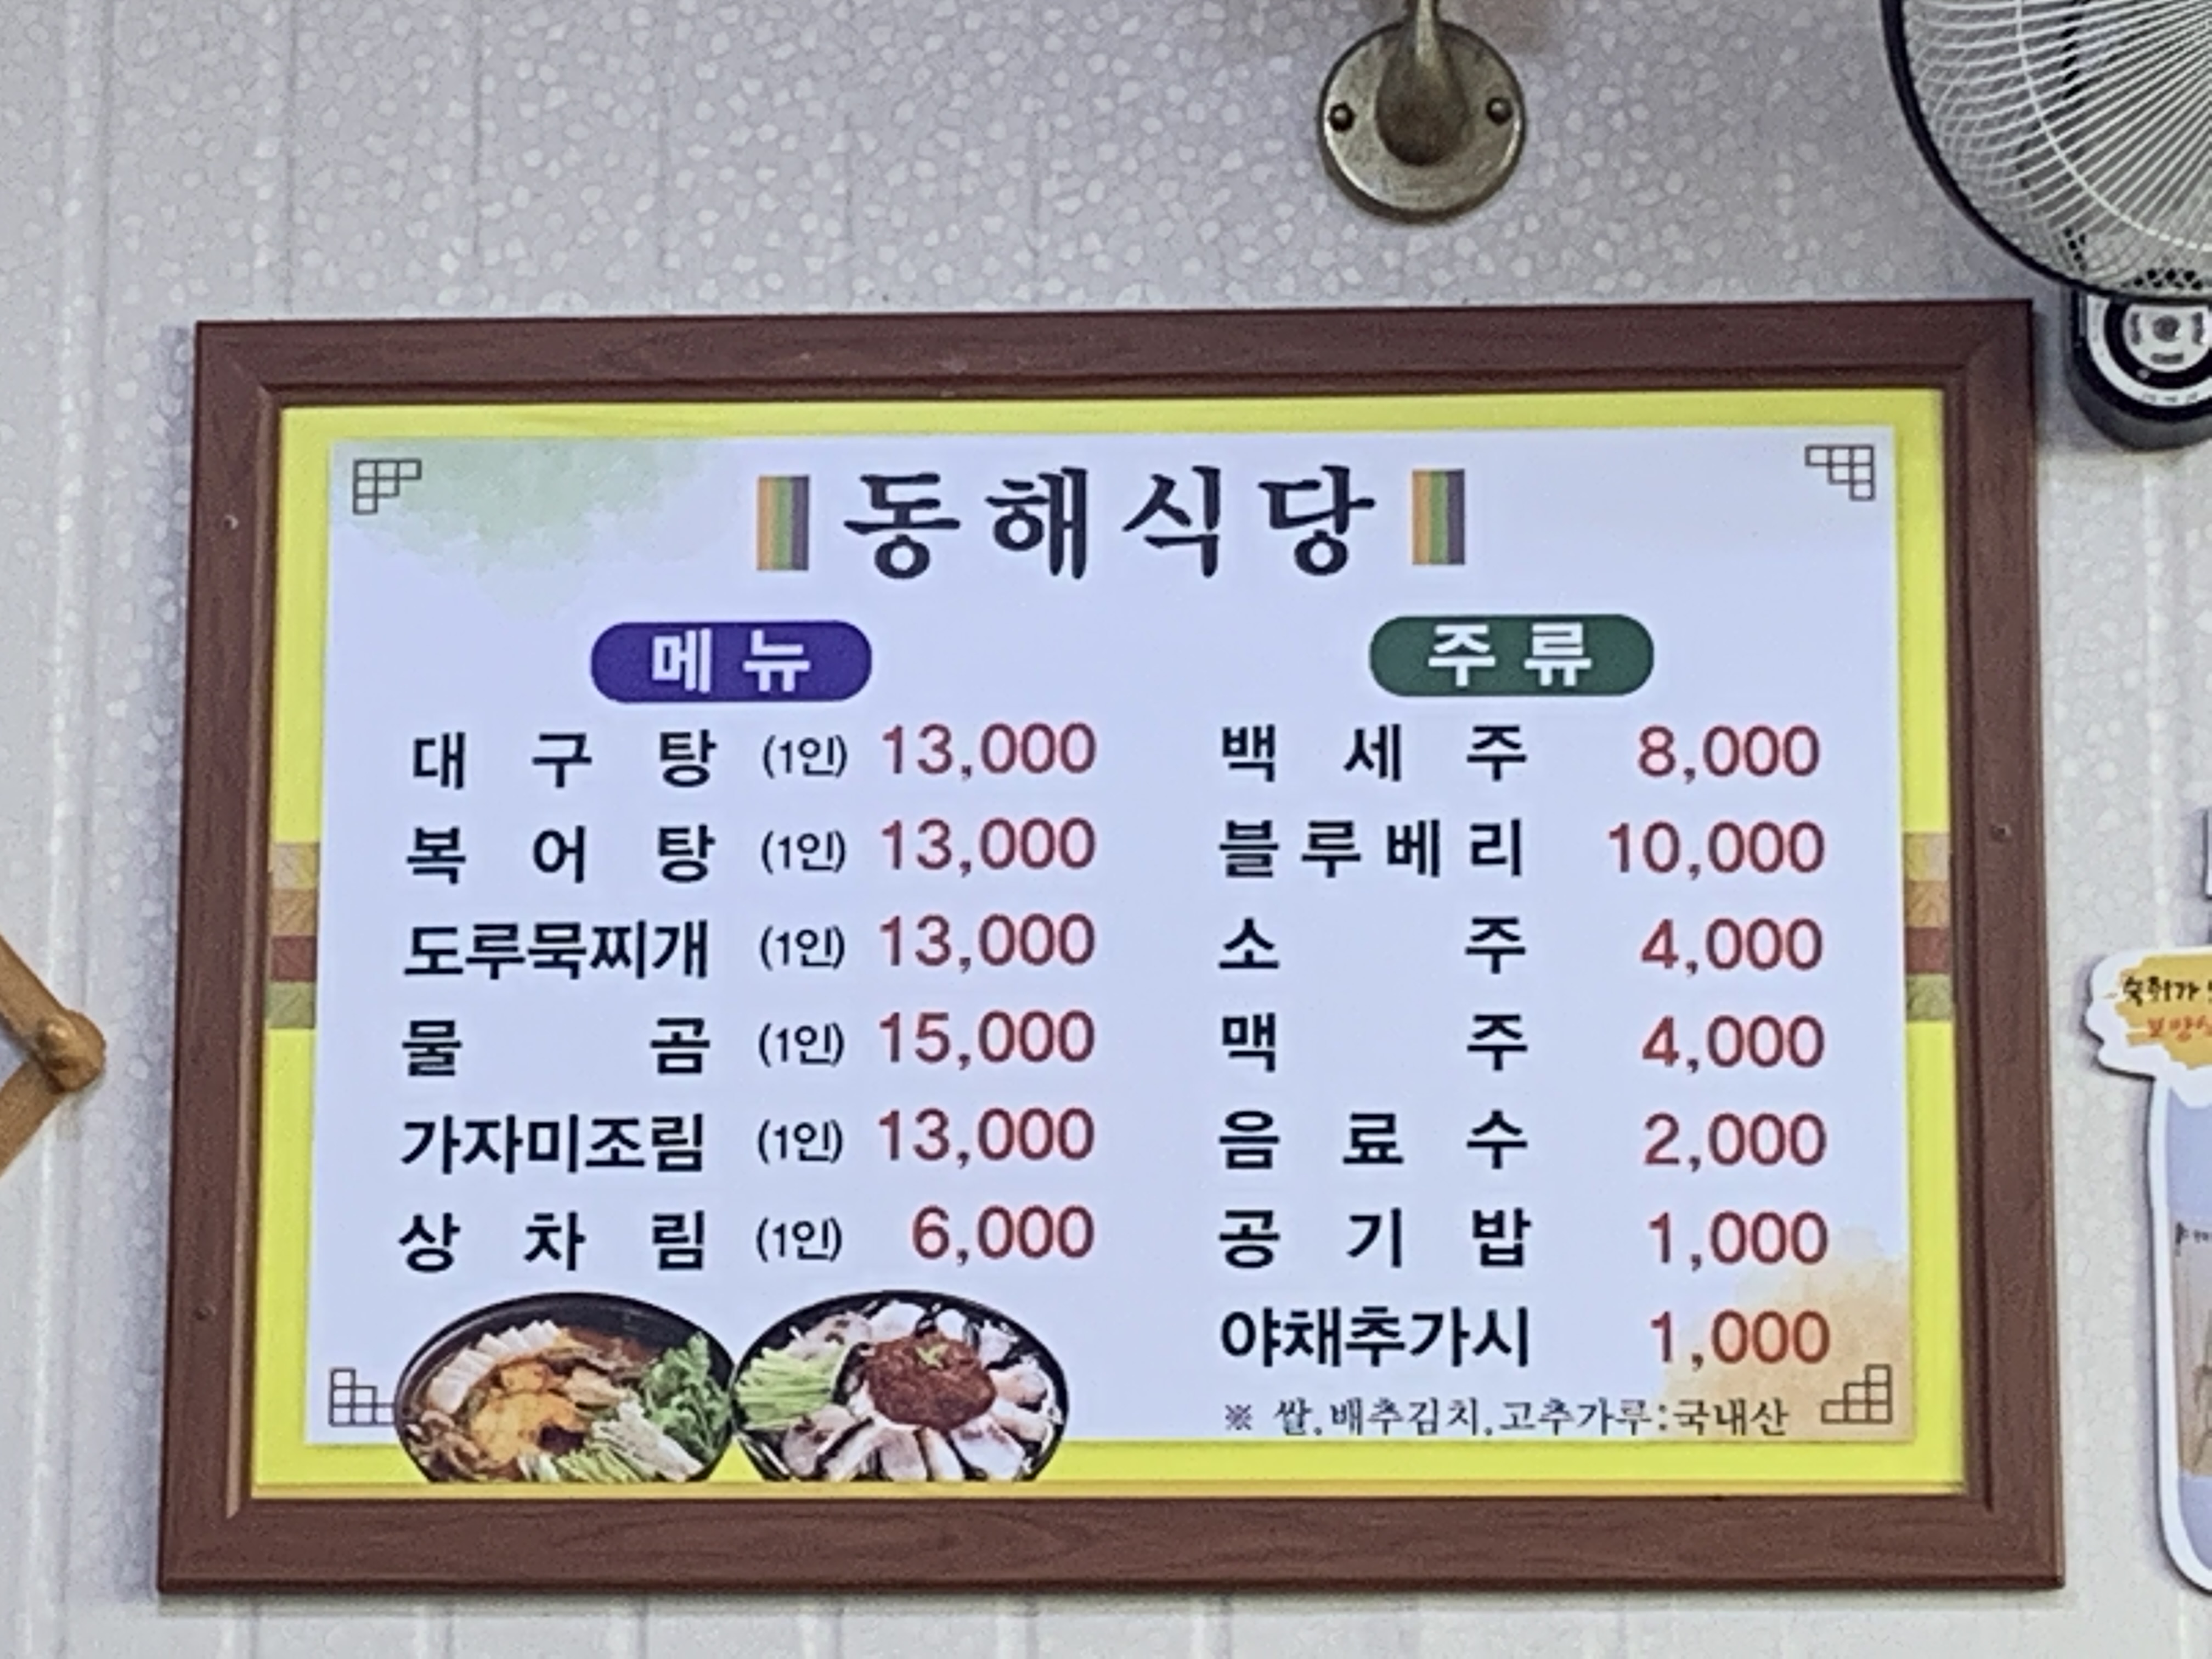 동해식당
메뉴
대구탕 (1인) 13,000
복어탕 (1인) 13,000
도루묵찌개 (1인) 13,000
물곰 (1인) 15,000
가자미조림 (1인) 13,000
상차림 (1인) 6,000
주류
백세주 8,000
블루베리 10,000
소주 4,000
맥주 4,000
음료수 2,000
공기밥 1,000
야채추가시 1,000
※ 쌀.배추김치.고추가루:국내산
숙취가